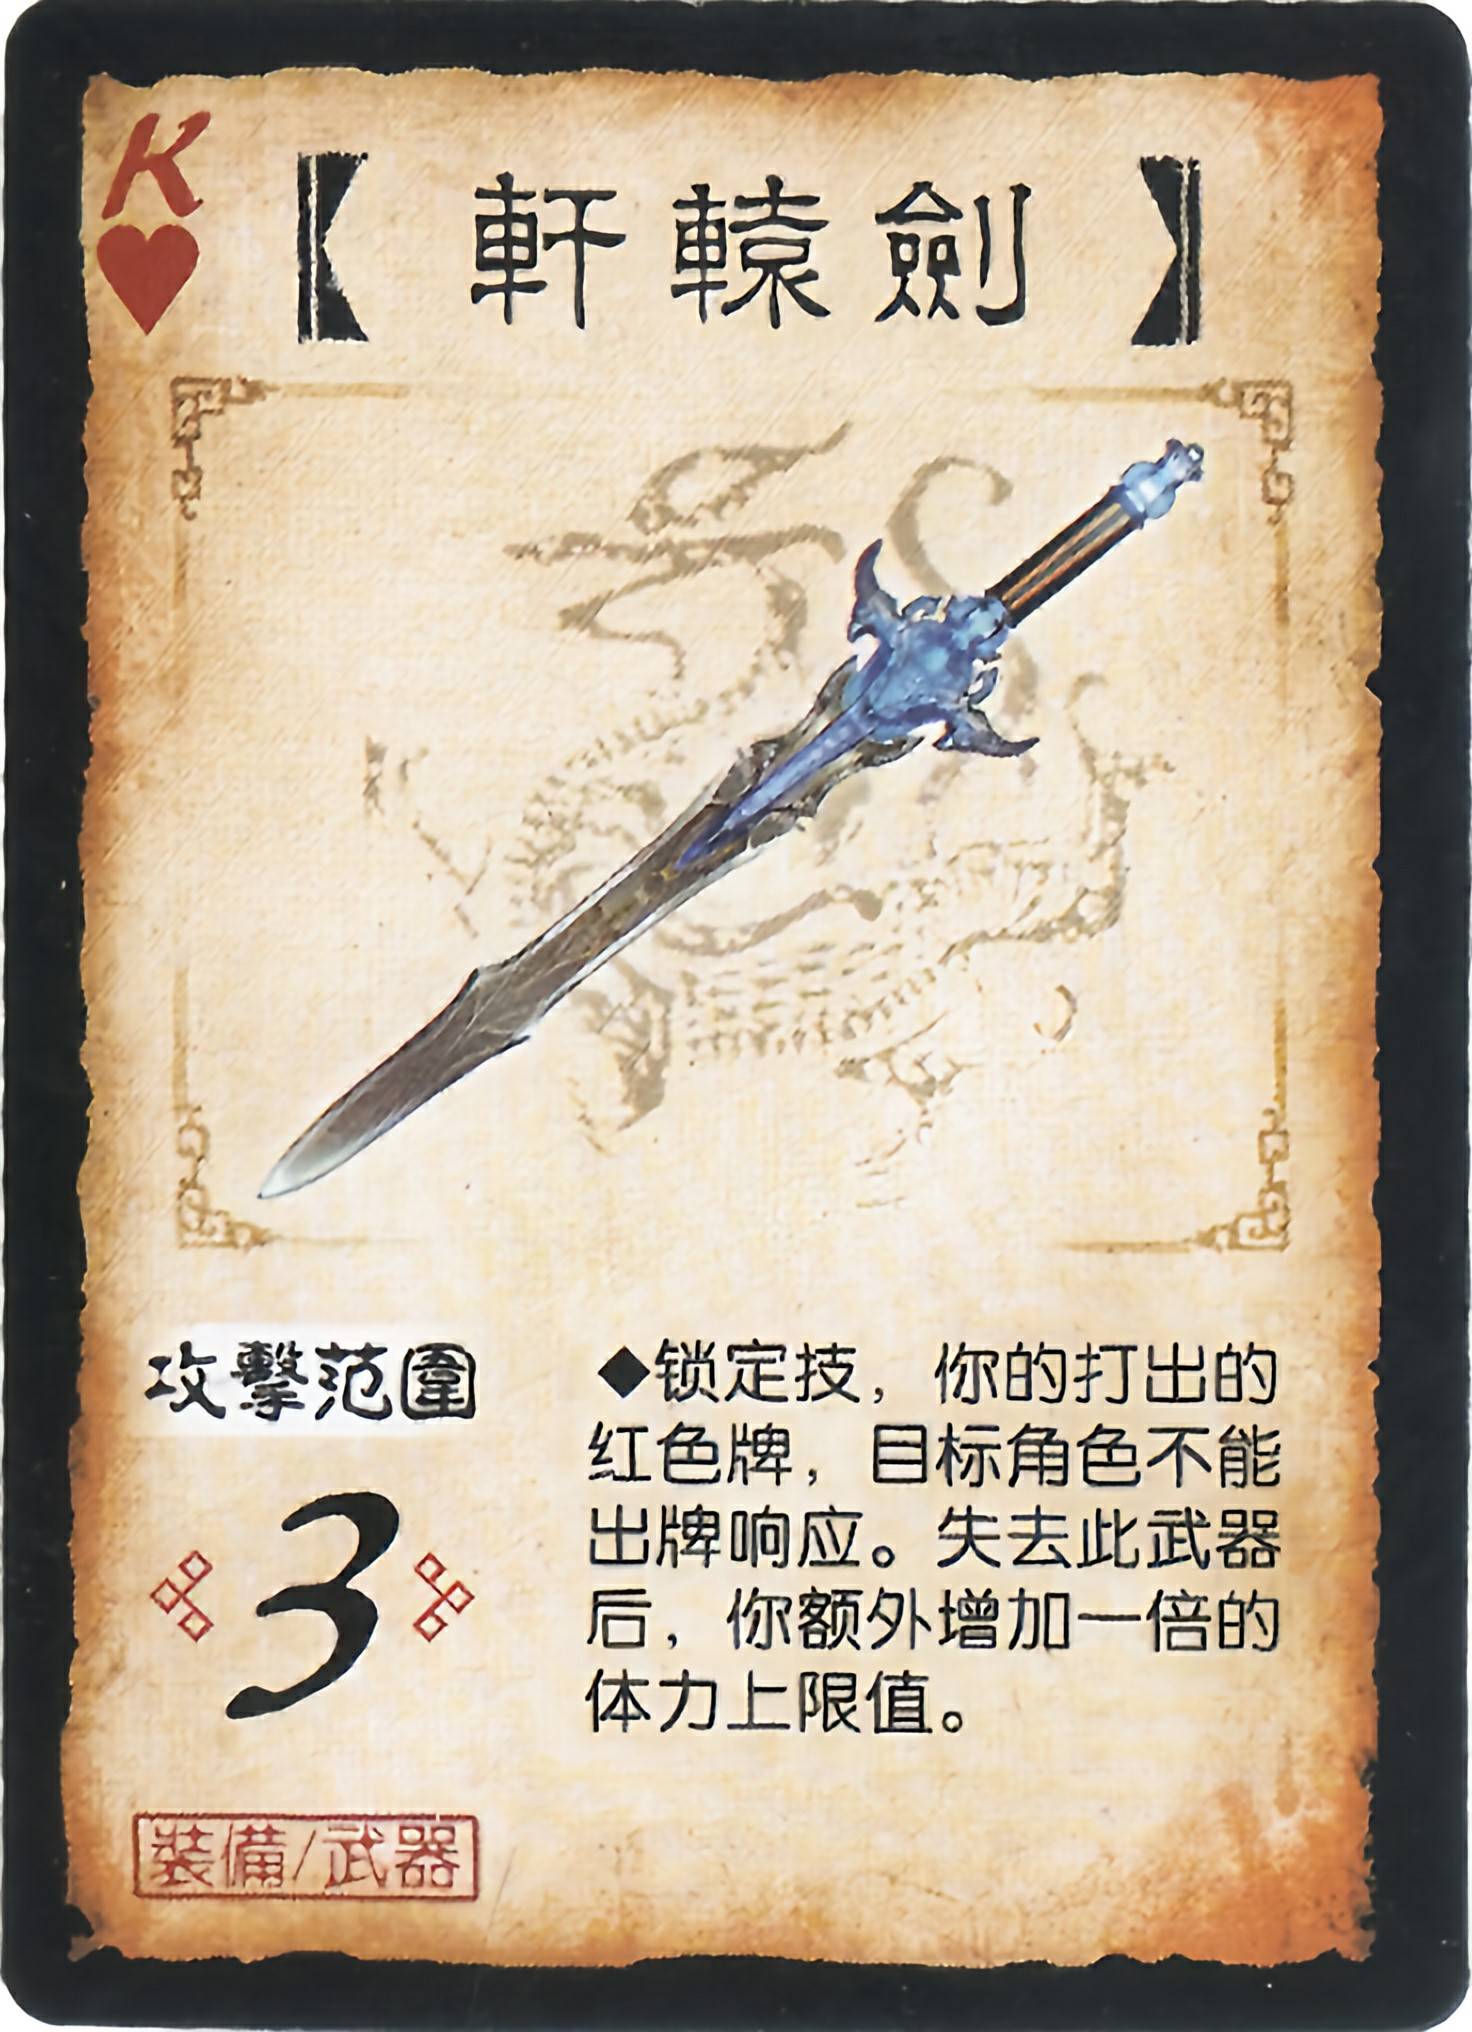 K
【軒轅劍】
攻擊范圍
3
◆锁定技，你的打出的
红色牌，目标角色不能
出牌响应。失去此武器
后，你额外增加一倍的
体力上限值。
裝備/武器